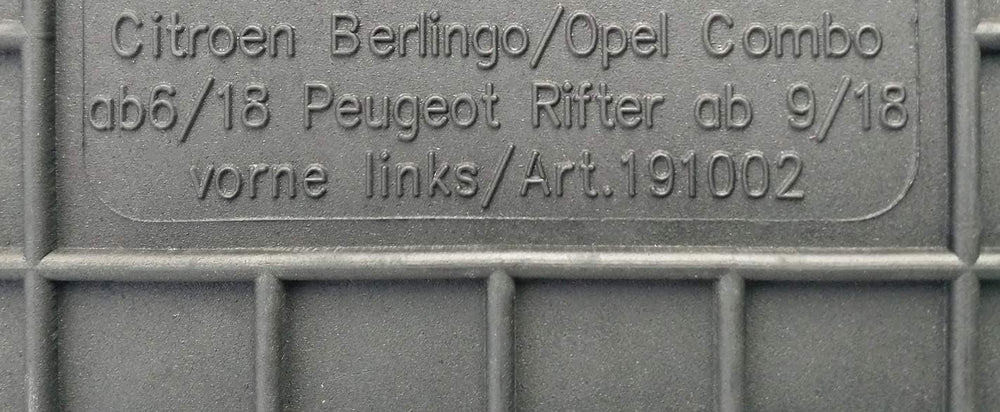 Citroen Berlingo/Opel Combo
ab6/18 Peugeot Rifter ab 9/18
vorne links/Art.191002